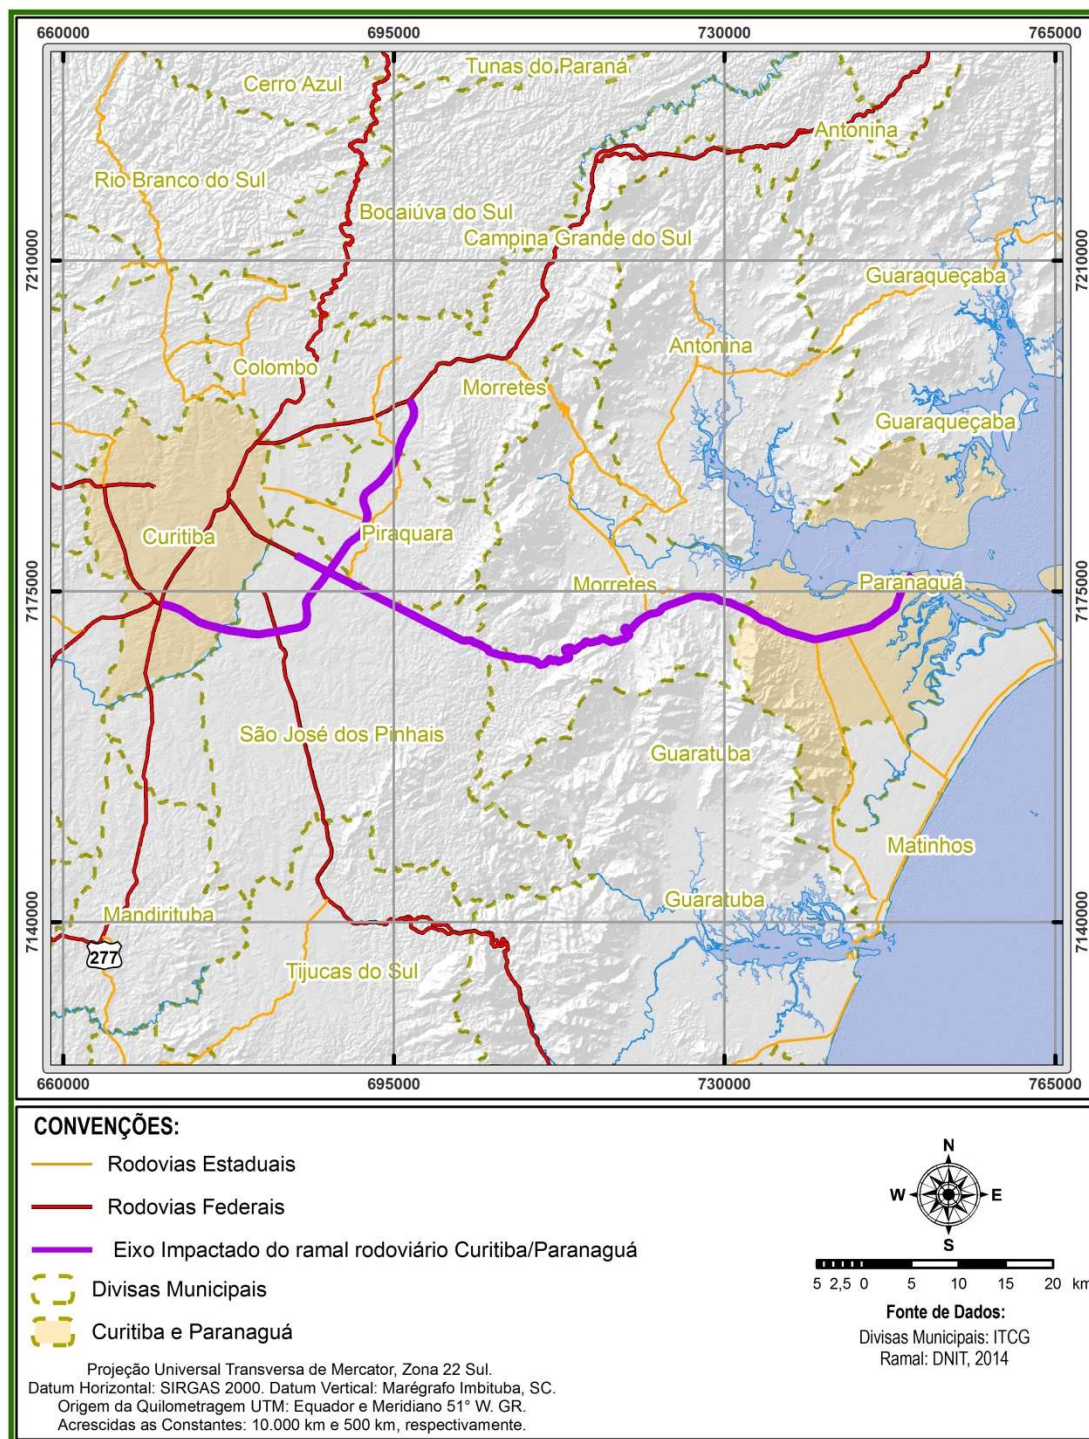 660000
695000
730000
765000
Tunas do Paraná
Cerro Azul
Antonina
Rio Branco do Sul
Bocaiúva do Sul
Campina Grande do Sul
7210000
7210000
Guaraqueçaba
Antonina
Colombo
Morretes
Guaraqueçaba
Curitiba
Piraquara
Morretes
Paranaguá
7175000
7175000
São José dos Pinhais
Guaratuba
Matinhos
Guaratuba
Mandirituba
7140000
7140000
277
Tijucas do Sul
660000
695000
730000
765000
CONVENÇÕES:
Rodovias Estaduais
Rodovias Federais
Eixo Impactado do ramal rodoviário Curitiba/Paranaguá
Divisas Municipais
Curitiba e Paranaguá
Projeção Universal Transversa de Mercator, Zona 22 Sul.
Datum Horizontal: SIRGAS 2000. Datum Vertical: Marégrafo Imbituba, SC.
Origem da Quilometragem UTM: Equador e Meridiano 51° W. GR.
Acrescidas as Constantes: 10.000 km e 500 km, respectivamente.
N
W
E
S
5 2,5 0 5 10 15 20 km
Fonte de Dados:
Divisas Municipais: ITCG
Ramal: DNIT, 2014